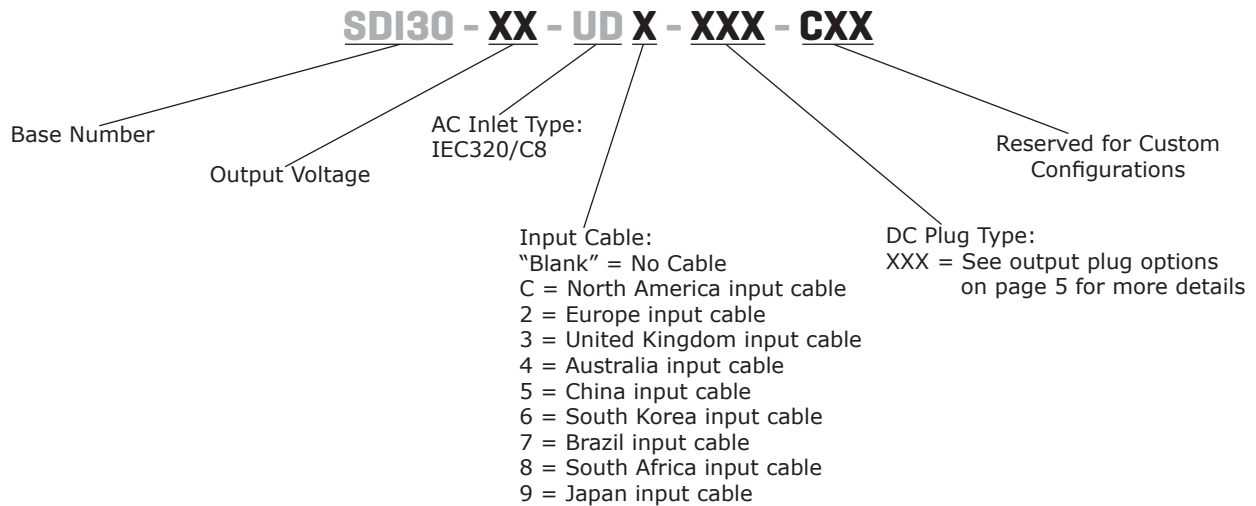 SDI30 - XX - UD X - XXX - CXX
Base Number
Output Voltage
AC Inlet Type:
IEC320/C8
Input Cable:
“Blank” = No Cable
C = North America input cable
2 = Europe input cable
3 = United Kingdom input cable
4 = Australia input cable
5 = China input cable
6 = South Korea input cable
7 = Brazil input cable
8 = South Africa input cable
9 = Japan input cable
DC Plug Type:
XXX = See output plug options
on page 5 for more details
Reserved for Custom
Configurations